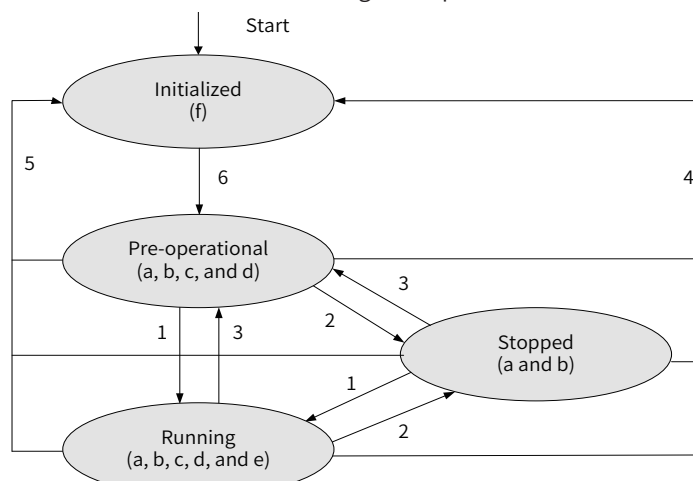 Start
Initialized
(f)
5
6
4
Pre-operational
(a, b, c, and d)
3
2
1
3
Stopped
(a and b)
1
2
Running
(a, b, c, d, and e)